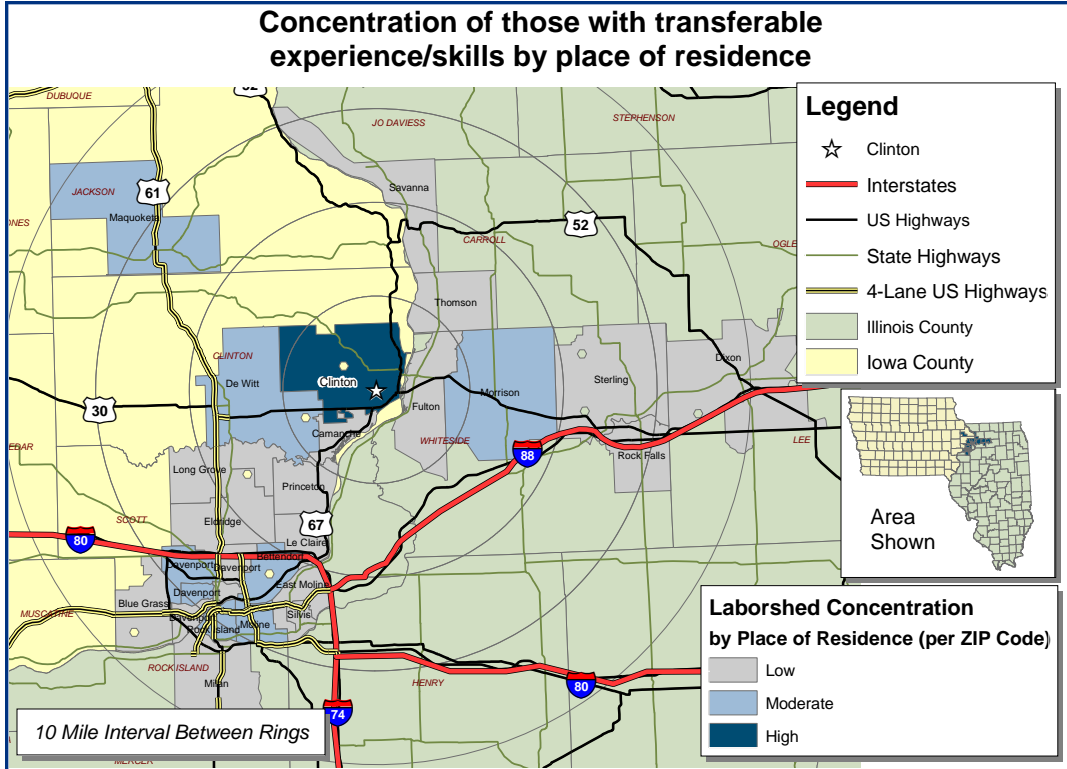 Concentration of those with transferable
experience/skills by place of residence
DUBUQUE
JO DAVIESS
STEPHENSON
JACKSON
61
Maquoketa
Savanna
52
CARROLL
Thomson
CLINTON
De Witt
Clinton
Morrison
Sterling
Dixon
30
Fulton
Camanche
WHITESIDE
88
Rock Falls
LEE
Long Grove
Princeton
SCOTT
Eldridge
67
80
Le Claire
Bettendorf
Davenport
Davenport
East Moline
Davenport
Blue Grass
MUSCATINE
Davenport
Silvis
Moline
Rock Island
ROCK ISLAND
Milan
HENRY
80
74
MERCER
10 Mile Interval Between Rings
Legend
Clinton
Interstates
US Highways
State Highways
4-Lane US Highways
Illinois County
Iowa County
Area
Shown
Laborshed Concentration
by Place of Residence (per ZIP Code)
Low
Moderate
High